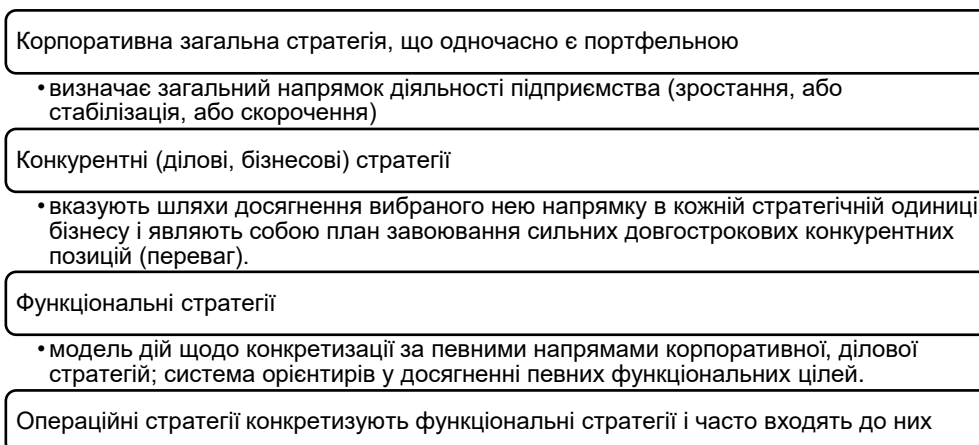 Корпоративна загальна стратегія, що одночасно є портфельною
•визначає загальний напрямок діяльності підприємства (зростання, або
стабілізація, або скорочення)
Конкурентні (ділові, бізнесові) стратегії
•вказують шляхи досягнення вибраного нею напрямку в кожній стратегічній одиниці
бізнесу і являють собою план завоювання сильних довгострокових конкурентних
позицій (переваг).
Функціональні стратегії
•модель дій щодо конкретизації за певними напрямами корпоративної, ділової
стратегій; система орієнтирів у досягненні певних функціональних цілей.
Операційні стратегії конкретизують функціональні стратегії і часто входять до них